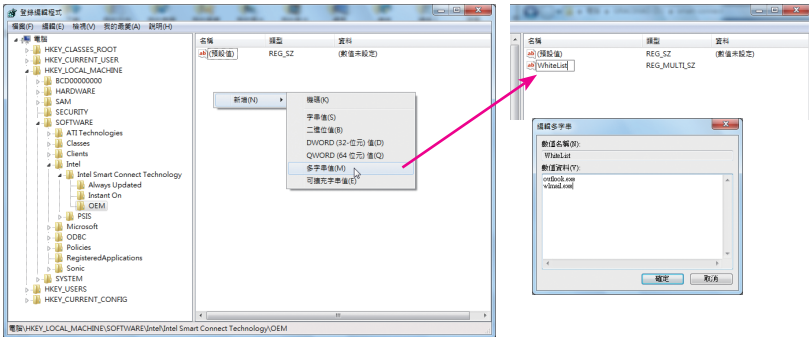 登錄編輯程式
檔案(F) 編輯(E) 檢視(V) 我的最愛(A) 說明(H)
電腦
HKEY_CLASSES_ROOT
HKEY_CURRENT_USER
HKEY_LOCAL_MACHINE
BCD00000000
HARDWARE
SAM
SECURITY
SOFTWARE
ATI Technologies
Classes
Clients
Intel
Intel Smart Connect Technology
Always Updated
Instant On
OEM
PSIS
Microsoft
ODBC
Policies
RegisteredApplications
Sonic
SYSTEM
HKEY_USERS
HKEY_CURRENT_CONFIG
名稱 類型 資料
ab (預設值) REG_SZ (數值未設定)
新增(N)
機碼(K)
字串值(S)
二進位值(B)
DWORD (32-位元) 值(D)
QWORD (64 位元) 值(Q)
多字串值(M)
可擴充字串值(E)
電腦\HKEY_LOCAL_MACHINE\SOFTWARE\Intel\Intel Smart Connect Technology\OEM
名稱 類型 資料
ab (預設值) REG_SZ (數值未設定)
ab WhiteList REG_MULTI_SZ
編輯多字串
數值名稱(N):
WhiteList
數值資料(V):
outlook.exe
wlmail.exe
確定 取消